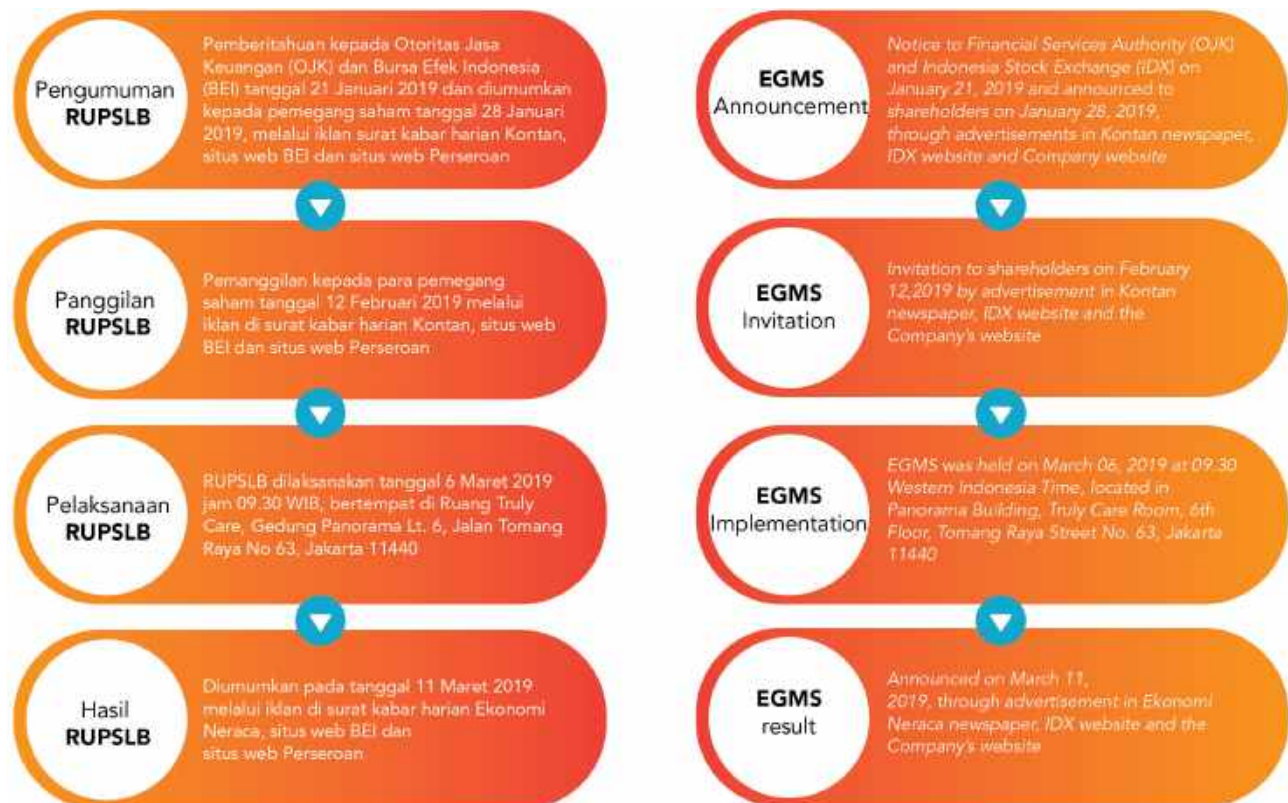 Pengumuman
RUPSLB
Pemberitahuan kepada Otoritas Jasa
Keuangan (OJK) dan Bursa Efek Indonesia
(BEI) tanggal 21 Januari 2019 dan diumumkan
kepada pemegang saham tanggal 28 Januari
2019, melalui iklan surat kabar harian Kontan,
situs web BEI dan situs web Perseroan
Panggilan
RUPSLB
Pemanggilan kepada para pemegang
saham tanggal 12 Februari 2019 melalui
iklan di surat kabar harian Kontan, situs web
BEI dan situs web Perseroan
Pelaksanaan
RUPSLB
RUPSLB dilaksanakan tanggal 6 Maret 2019
jam 09.30 WIB, bertempat di Ruang Truly
Care, Gedung Panorama Lt. 6, Jalan Tomang
Raya No 63, Jakarta 11440
Hasil
RUPSLB
Diumumkan pada tanggal 11 Maret 2019
melalui iklan di surat kabar harian Ekonomi
Neraca, situs web BEI dan
situs web Perseroan
EGMS
Announcement
Notice to Financial Services Authority (OJK)
and Indonesia Stock Exchange (IDX) on
January 21, 2019 and announced to
shareholders on January 28, 2019,
through advertisements in Kontan newspaper,
IDX website and Company website
EGMS
Invitation
Invitation to shareholders on February
12,2019 by advertisement in Kontan
newspaper, IDX website and the
Company's website
EGMS
Implementation
EGMS was held on March 06, 2019 at 09.30
Western Indonesia Time, located in
Panorama Building, Truly Care Room, 6th
Floor, Tomang Raya Street No. 63, Jakarta
11440
EGMS
result
Announced on March 11,
2019, through advertisement in Ekonomi
Neraca newspaper, IDX website and the
Company's website